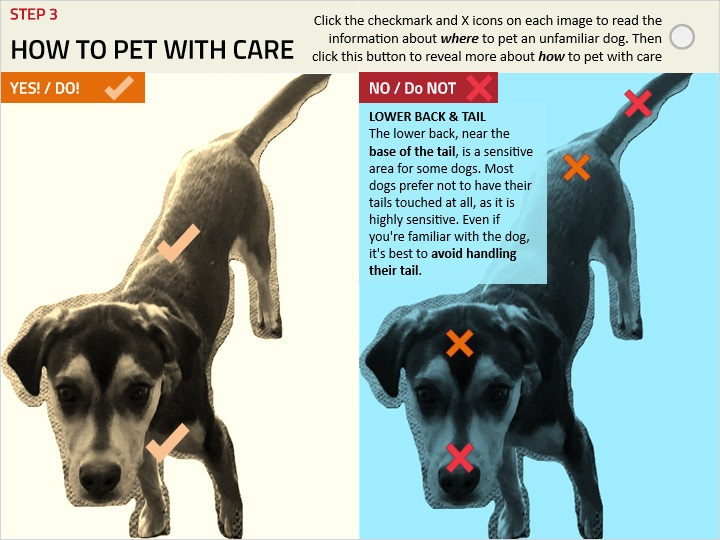 STEP 3
HOW TO PET WITH CARE
Click the checkmark and X icons on each image to read the
information about where to pet an unfamiliar dog. Then
click this button to reveal more about how to pet with care
YES! / DO!
NO / Do NOT
LOWER BACK & TAIL
The lower back, near the
base of the tail, is a sensitive
area for some dogs. Most
dogs prefer not to have their
tails touched at all, as it is
highly sensitive. Even if
you're familiar with the dog,
it's best to avoid handling
their tail.